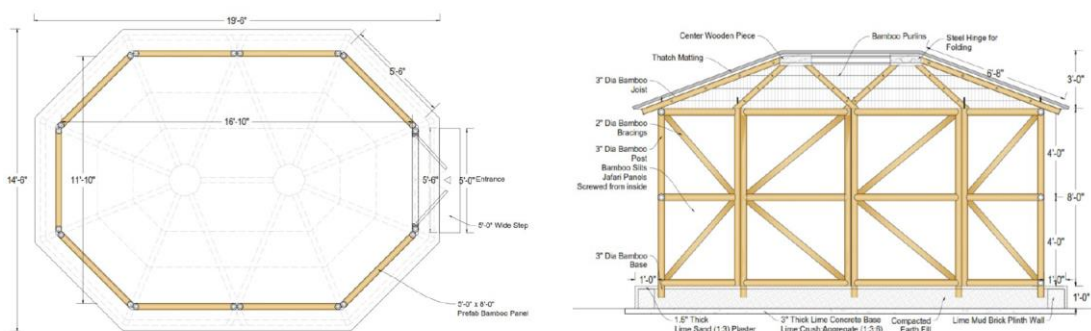 19'-6"
5'-6"
16'-10"
14'-6"
11'-10"
5'-6"
5'-0"
Entrance
5'-0" Wide Step
5'-0" x 8'-0"
Prefab Bamboo Panel
Center Wooden Piece
Bamboo Purlins
Steel Hinge for
Folding
Thatch Matting
5'-8"
3'-0"
3" Dia Bamboo
Joist
2" Dia Bamboo
Bracings
3" Dia Bamboo
Post
Bamboo Slits
Jafari Panels
Screwed from inside
4'-0"
8'-0"
4'-0"
3" Dia Bamboo
Base
1'-0"
1'-0"
1'-0"
1.5" Thick
Lime Sand (1:3) Plaster
3" Thick Lime Concrete Base
Lime Crush Aggregate (1:3:6)
Compacted
Earth Fill
Lime Mud Brick Plinth Wall